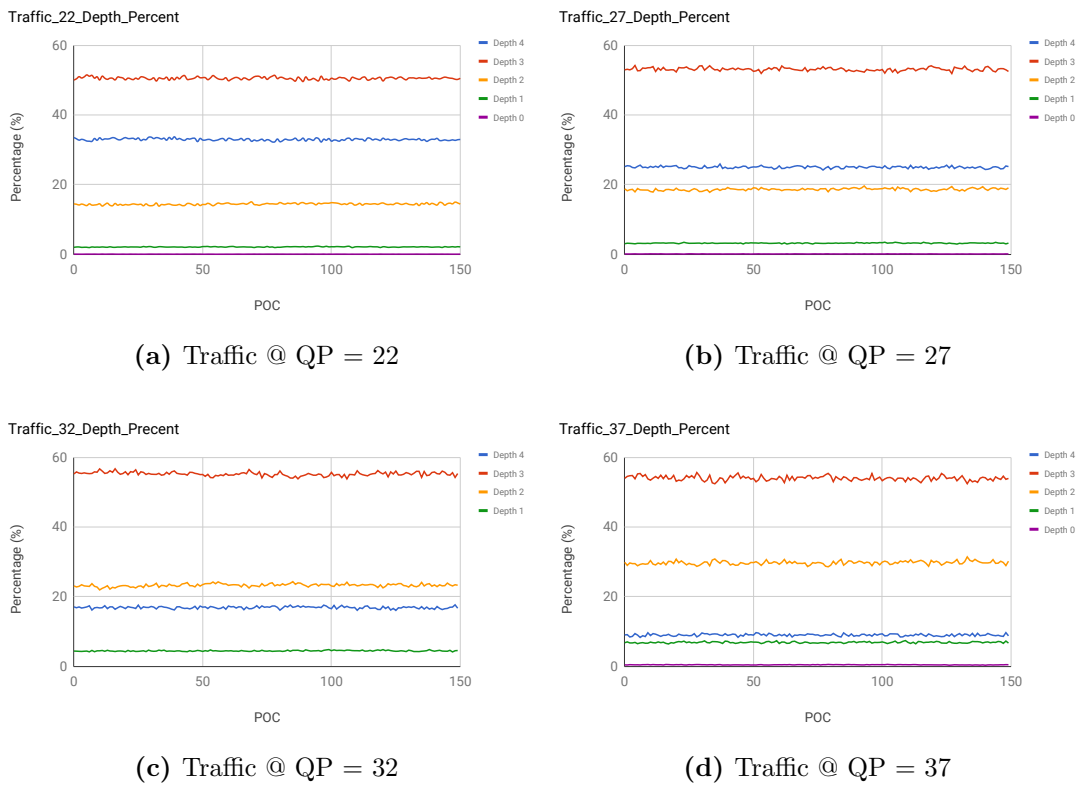 Traffic_22_Depth_Percent
60
40
20
0
0 50 100 150
Percentage (%)
POC
Depth 4
Depth 3
Depth 2
Depth 1
Depth 0
(a) Traffic @ QP = 22
Traffic_27_Depth_Percent
60
40
20
0
0 50 100 150
Percentage (%)
POC
Depth 4
Depth 3
Depth 2
Depth 1
Depth 0
(b) Traffic @ QP = 27
Traffic_32_Depth_Precent
60
40
20
0
0 50 100 150
Percentage (%)
POC
Depth 4
Depth 3
Depth 2
Depth 1
(c) Traffic @ QP = 32
Traffic_37_Depth_Percent
60
40
20
0
0 50 100 150
Percentage (%)
POC
Depth 4
Depth 3
Depth 2
Depth 1
Depth 0
(d) Traffic @ QP = 37